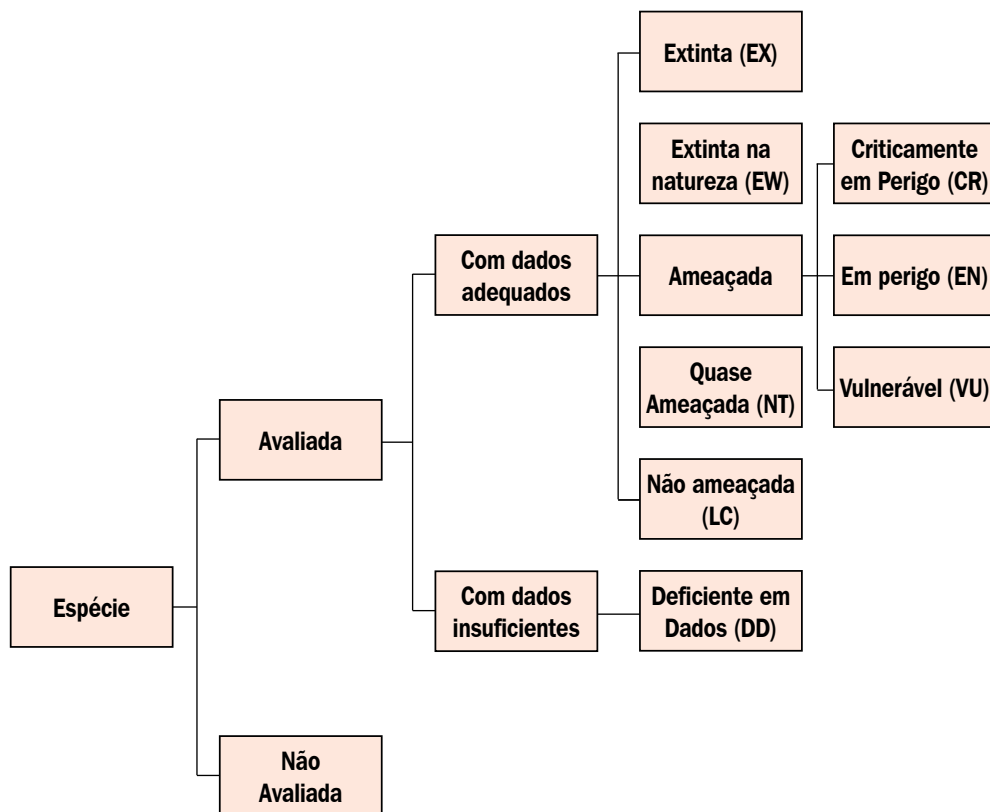 Extinta (EX)
Extinta na
natureza (EW)
Criticamente
em Perigo (CR)
Com dados
adequados
Ameaçada
Em perigo (EN)
Quase
Ameaçada (NT)
Vulnerável (VU)
Avaliada
Não ameaçada
(LC)
Espécie
Com dados
insuficientes
Deficiente em
Dados (DD)
Não
Avaliada